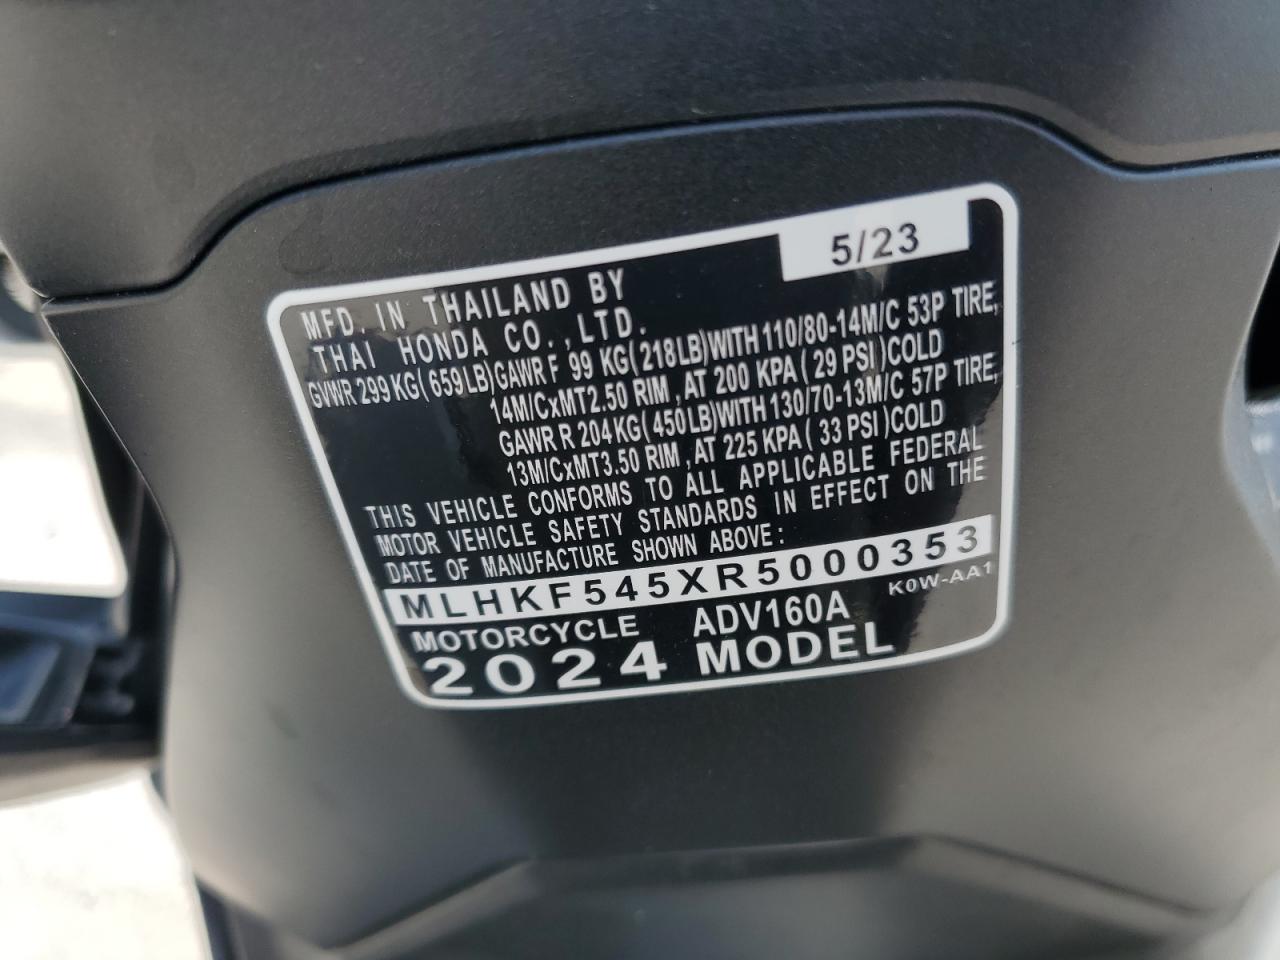 5/23
MFD. IN THAILAND BY
THAI HONDA CO., LTD.
GVWR 299 KG(659LB)GAWR F 99 KG(218LB)WITH 110/80-14M/C 53P TIRE,
14M/CxMT2.50 RIM, AT 200 KPA(29 PSI)COLD
GAWR R 204KG(450LB)WITH 130/70-13M/C 57P TIRE,
13M/CxMT3.50 RIM, AT 225 KPA(33 PSI)COLD
THIS VEHICLE CONFORMS TO ALL APPLICABLE FEDERAL
MOTOR VEHICLE SAFETY STANDARDS IN EFFECT ON THE
DATE OF MANUFACTURE SHOWN ABOVE:
MLHKF545XR5000353
MOTORCYCLE ADV160A K0W-AA1
2024 MODEL